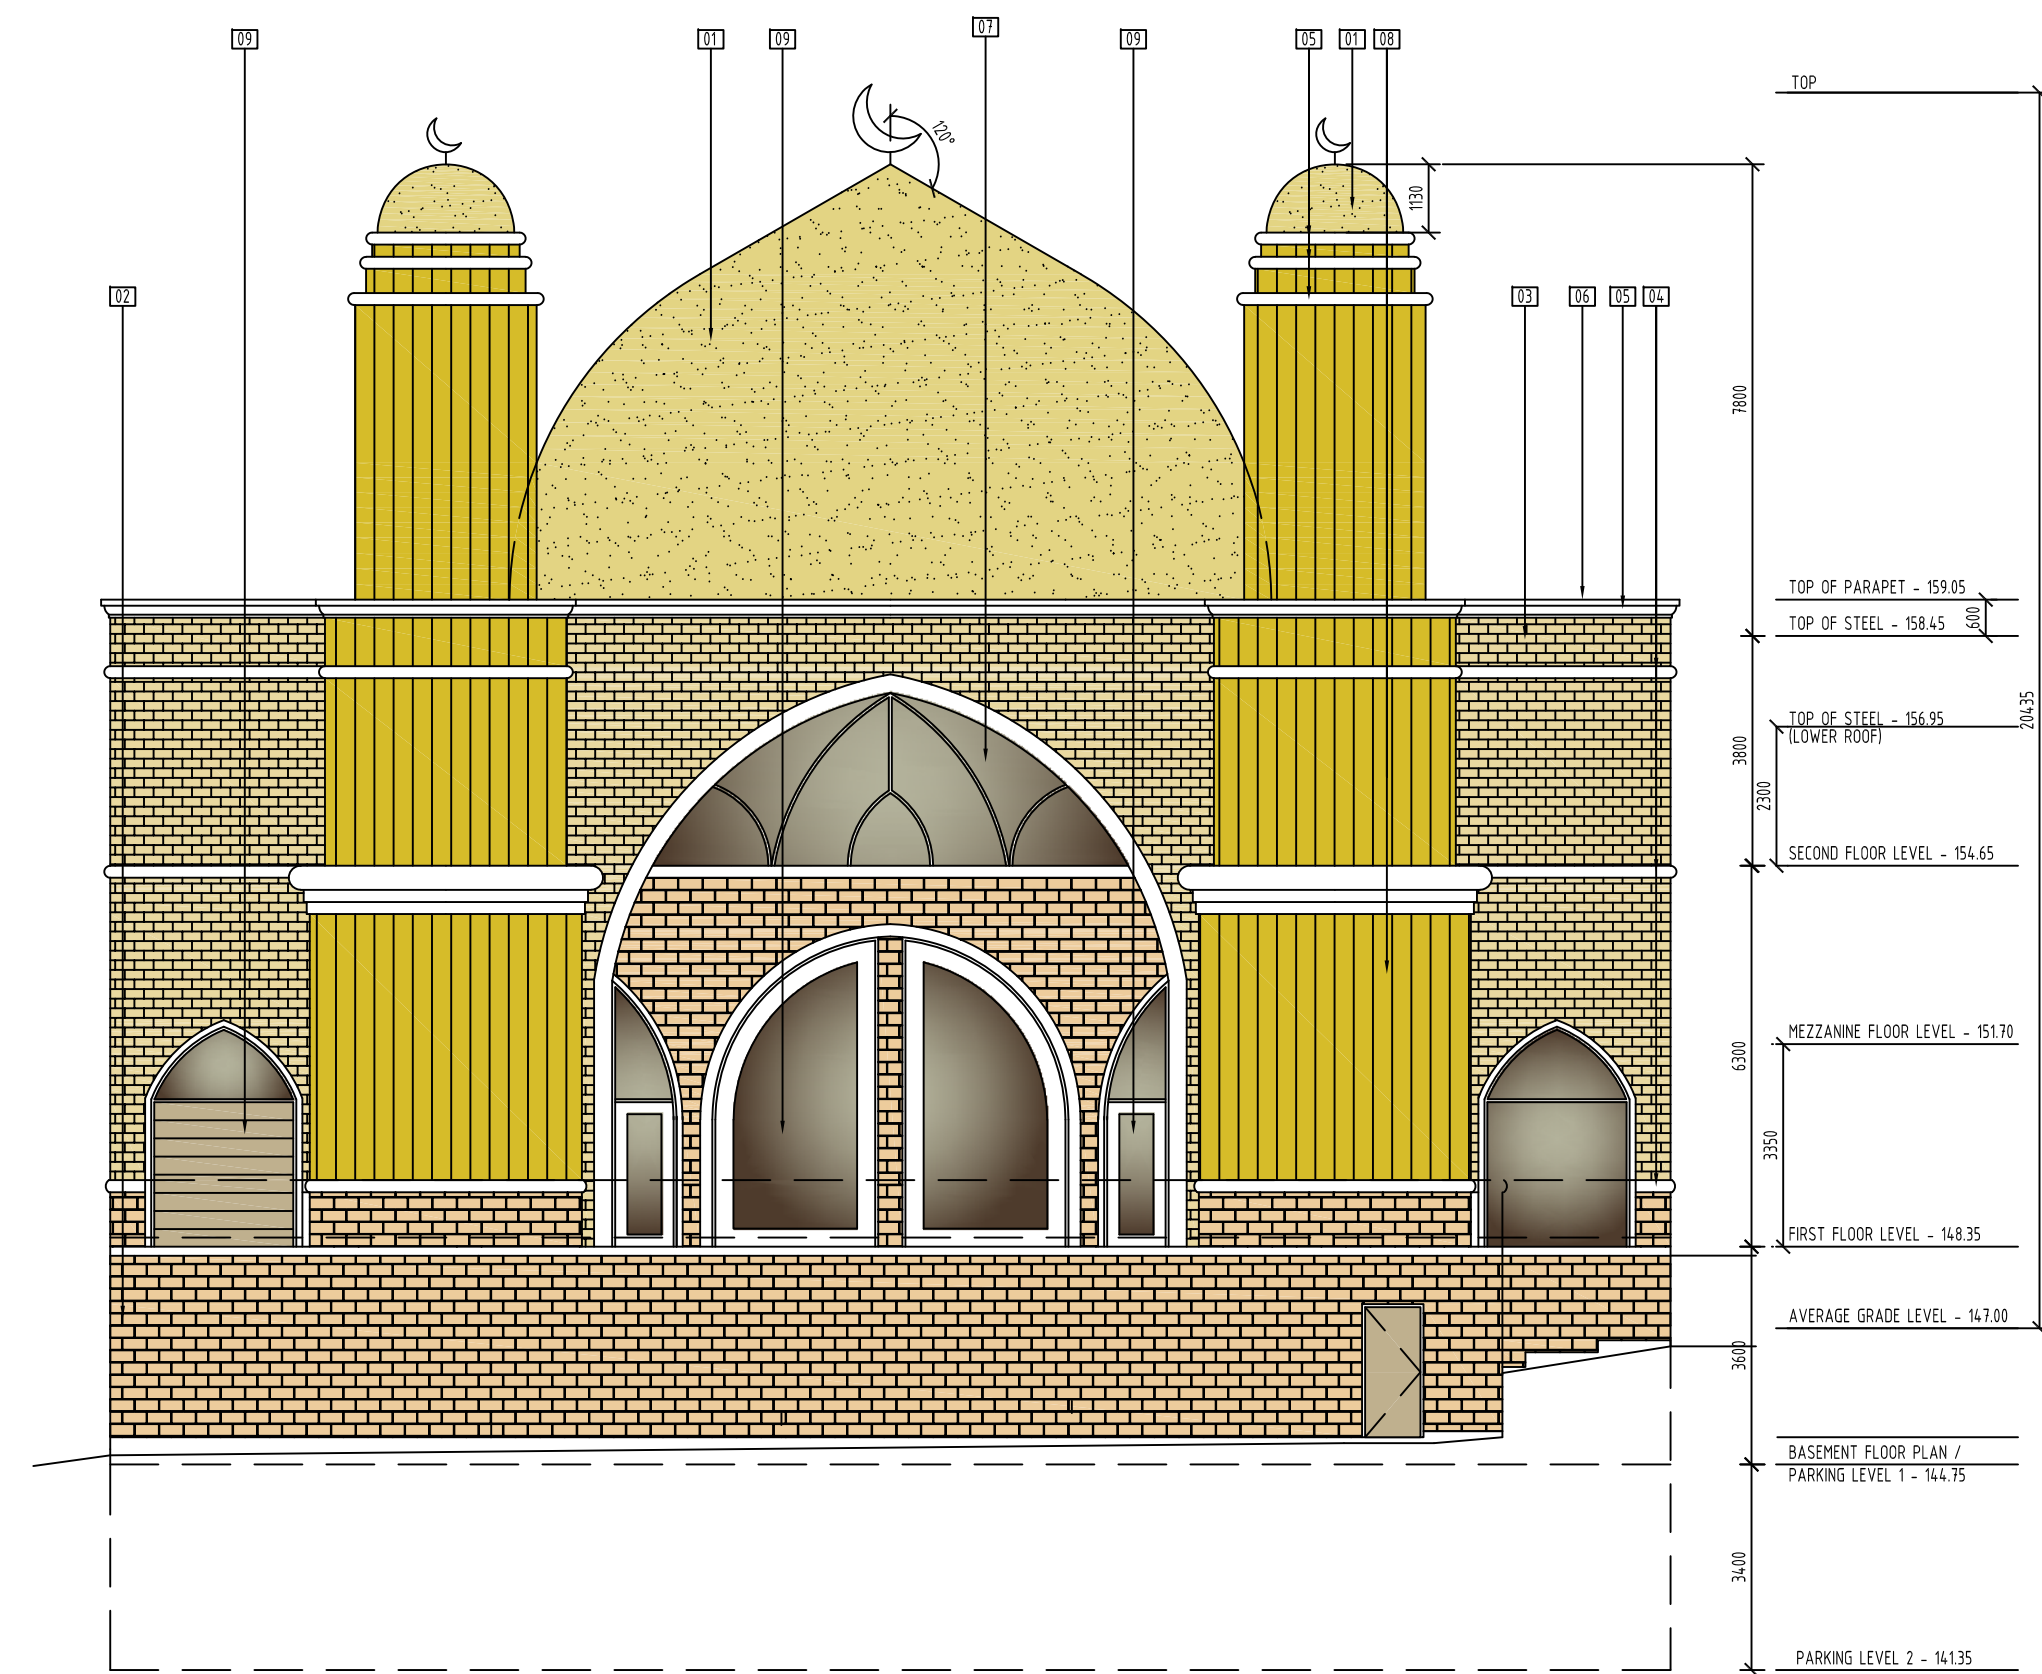 07
09
01
09
09
05
01
08
TOP
120°
1130
02
03
06
05
04
7800
TOP OF PARAPET - 159.05
600
TOP OF STEEL - 158.45
20435
TOP OF STEEL - 156.95
(LOWER ROOF)
3800
2300
SECOND FLOOR LEVEL - 154.65
MEZZANINE FLOOR LEVEL - 151.70
6300
3350
FIRST FLOOR LEVEL - 148.35
AVERAGE GRADE LEVEL - 147.00
3600
BASEMENT FLOOR PLAN /
PARKING LEVEL 1 - 144.75
3400
PARKING LEVEL 2 - 141.35